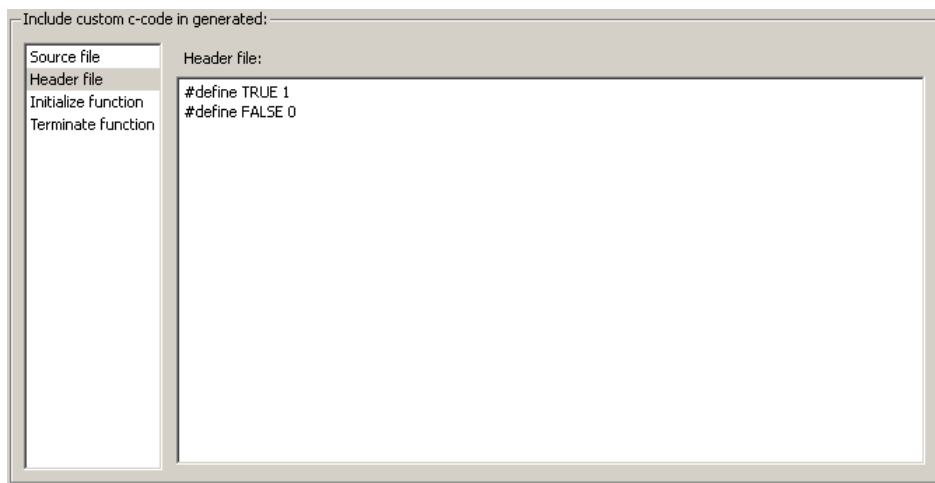 Include custom c-code in generated:
Source file
Header file
Initialize function
Terminate function
Header file:
#define TRUE 1
#define FALSE 0